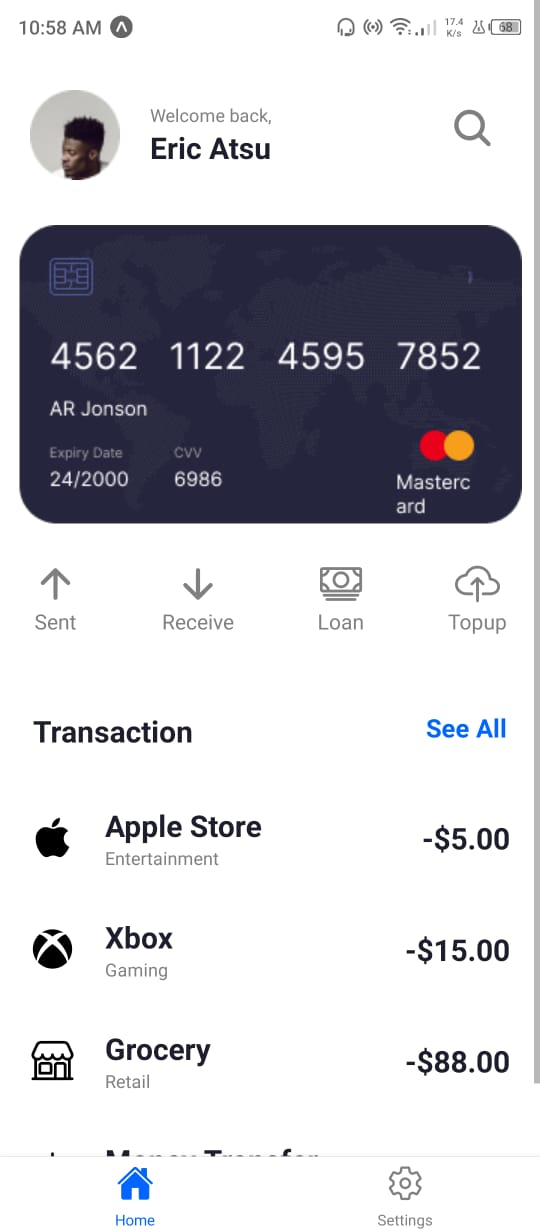 10:58 AM
17.4
K/s
68
Welcome back,
Eric Atsu
4562 1122 4595 7852
AR Jonson
Expiry Date CVV
24/2000 6986
Masterc
ard
Sent Receive Loan Topup
Transaction See All
Apple Store
Entertainment
-$5.00
Xbox
Gaming
-$15.00
Grocery
Retail
-$88.00
Money Transfer
Home Settings